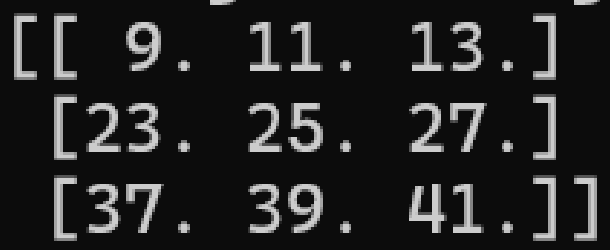 [[ 9. 11. 13.]
[23. 25. 27.]
[37. 39. 41.]]